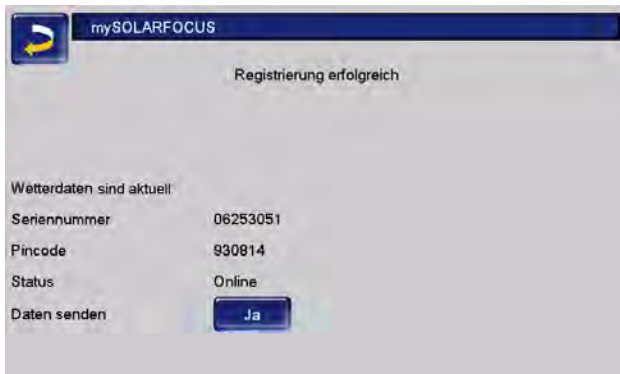 mySOLARFOCUS
Registrierung erfolgreich
Wetterdaten sind aktuell
Seriennummer 06253051
Pincode 930814
Status Online
Daten senden Ja